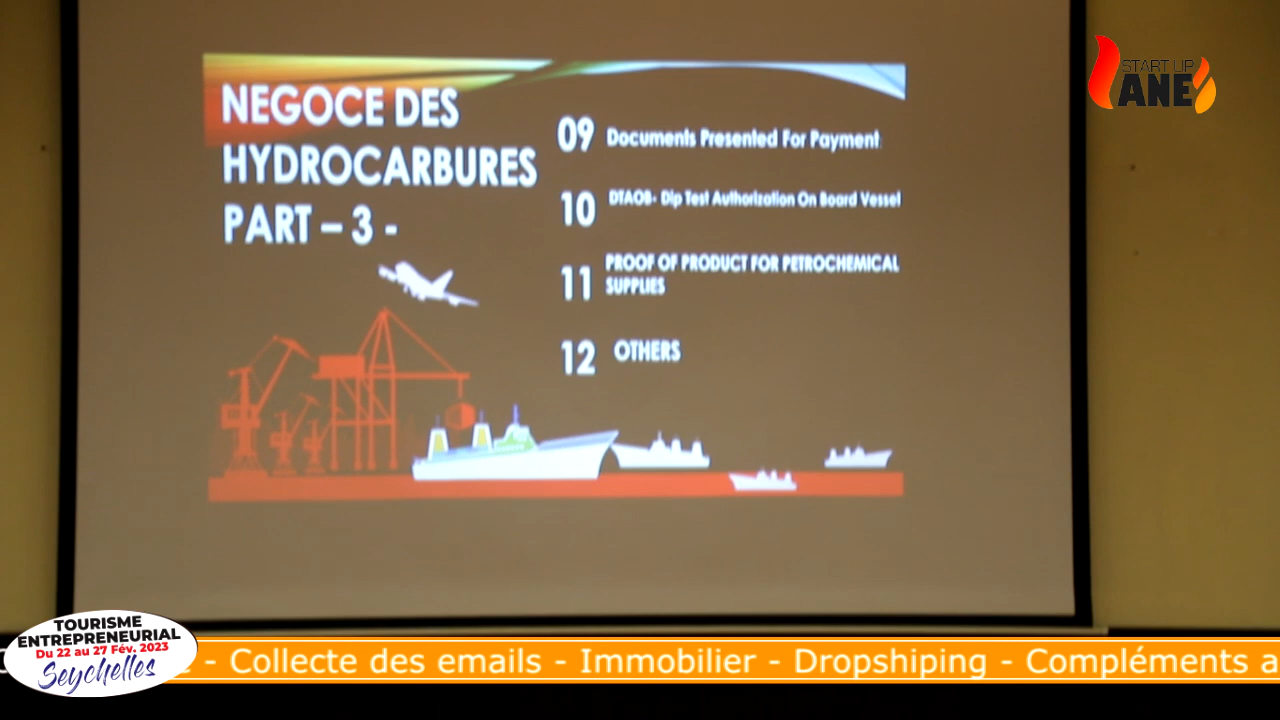 NEGOCE DES
HYDROCARBURES
PART – 3 -
09 Documents Presented For Payment
10 DTAOB- Dip Test Authorization On Board Vessel
11 PROOF OF PRODUCT FOR PETROCHEMICAL
SUPPLIES
12 OTHERS
START UP
ANE
TOURISME
ENTREPRENEURIAL
Du 22 au 27 Fév. 2023
Seychelles
- Collecte des emails - Immobilier - Dropshiping - Compléments a